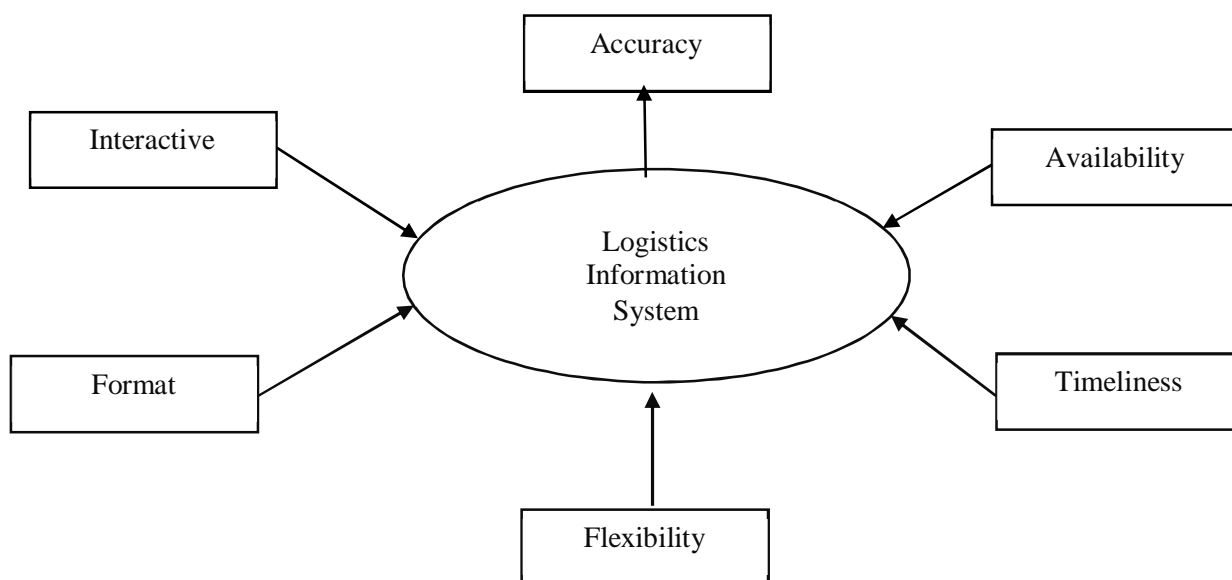 Accuracy
Interactive
Availability
Logistics
Information
System
Format
Timeliness
Flexibility